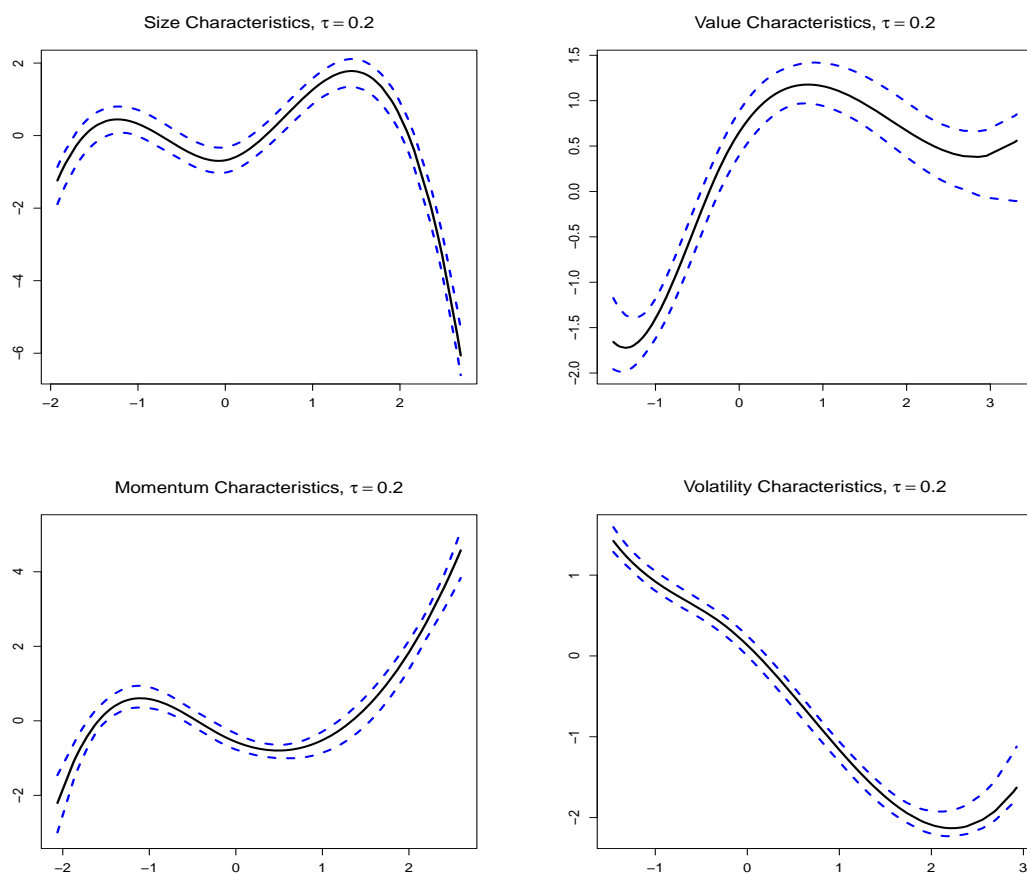 Size Characteristics, τ = 0.2
2
0
−2
−4
−6
−2 −1 0 1 2
Value Characteristics, τ = 0.2
1.5
1.0
0.5
0.0
−0.5
−1.0
−1.5
−2.0
−1 0 1 2 3
Momentum Characteristics, τ = 0.2
4
2
0
−2
−2 −1 0 1 2
Volatility Characteristics, τ = 0.2
1
0
−1
−2
−1 0 1 2 3